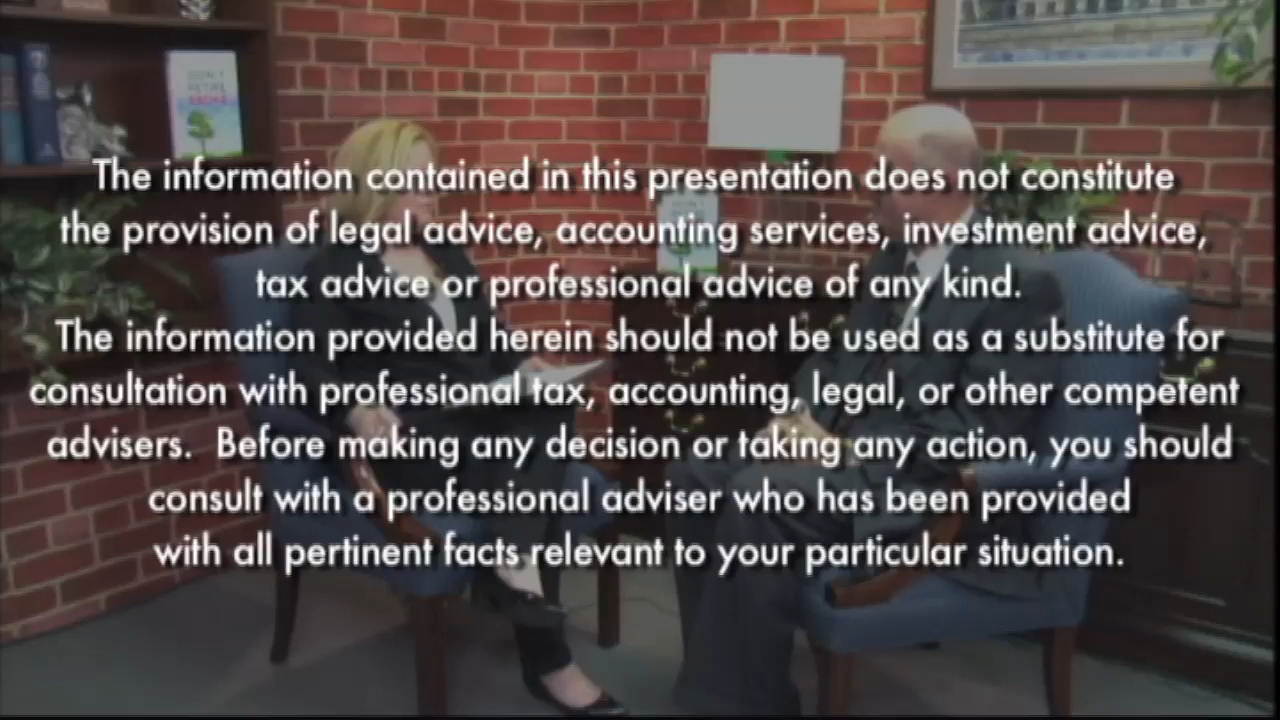 DON'T
RETIRE
BROKE
The information contained in this presentation does not constitute
the provision of legal advice, accounting services, investment advice,
tax advice or professional advice of any kind.
The information provided herein should not be used as a substitute for
consultation with professional tax, accounting, legal, or other competent
advisers. Before making any decision or taking any action, you should
consult with a professional adviser who has been provided
with all pertinent facts relevant to your particular situation.